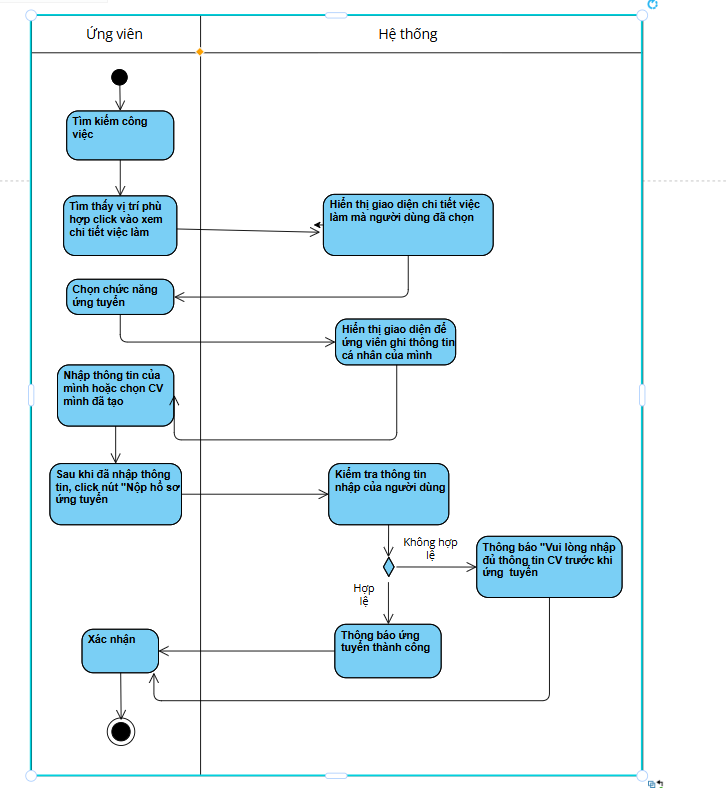 Ứng viên
Hệ thống
Tìm kiếm công
việc
Tìm thấy vị trí phù
hợp click vào xem
chi tiết việc làm
Hiển thị giao diện chi tiết việc
làm mà người dùng đã chọn
Chọn chức năng
ứng tuyển
Hiển thị giao diện để
ứng viên ghi thông tin
cá nhân của mình
Nhập thông tin của
mình hoặc chọn CV
mình đã tạo
Sau khi đã nhập thông
tin, click nút "Nộp hồ sơ
ứng tuyển
Kiểm tra thông tin
nhập của người dùng
Không hợp
lệ
Thông báo "Vui lòng nhập
đủ thông tin CV trước khi
ứng tuyển
Hợp
lệ
Thông báo ứng
tuyển thành công
Xác nhận